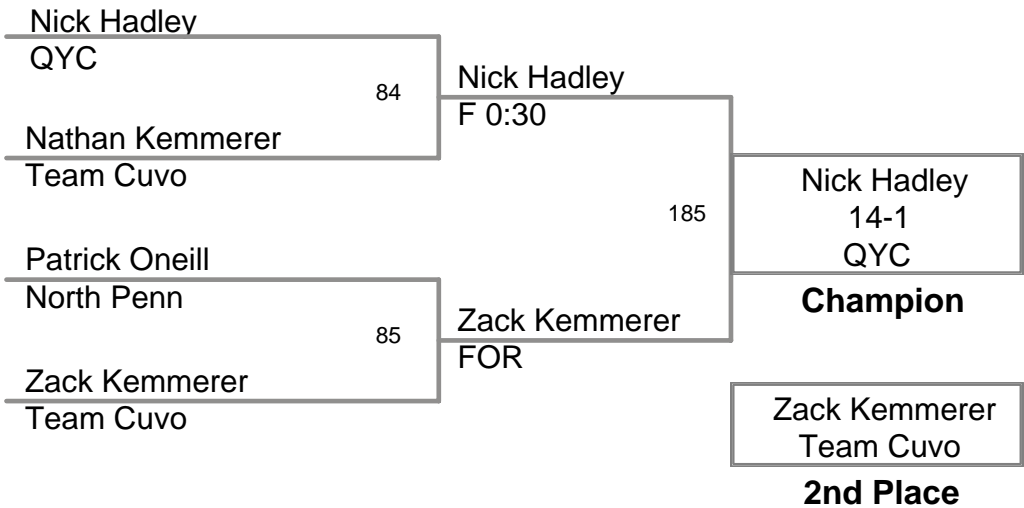 Nick Hadley
QYC
84
Nathan Kemmerer
Team Cuvo
Nick Hadley
F 0:30
Patrick Oneill
North Penn
85
Zack Kemmerer
Team Cuvo
Zack Kemmerer
FOR
185
Nick Hadley
14-1
QYC
Champion
Zack Kemmerer
Team Cuvo
2nd Place